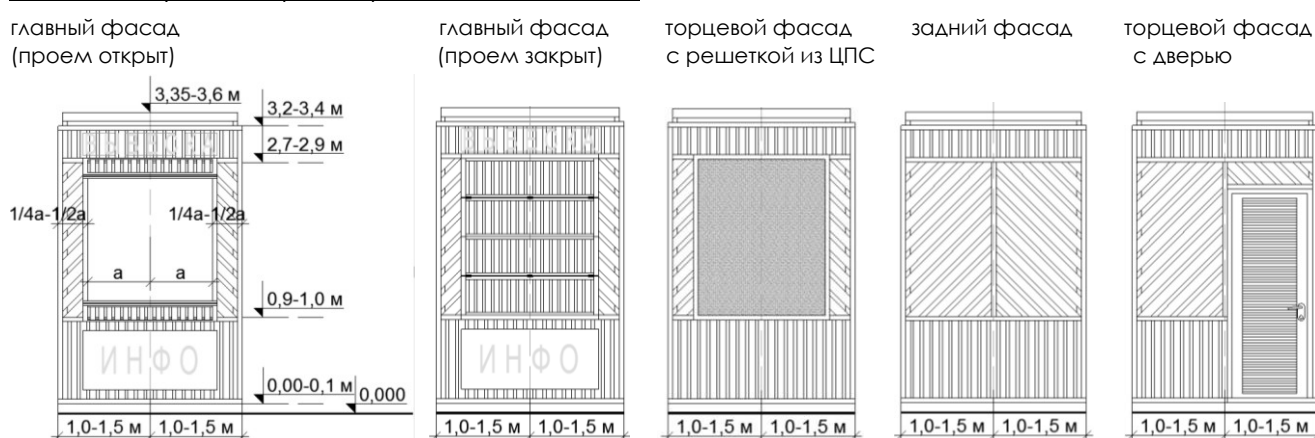 главный фасад
(проем открыт)
главный фасад
(проем закрыт)
торцевой фасад
с решеткой из ЦПС
задний фасад
торцевой фасад
с дверью
3,35-3,6 м
3,2-3,4 м
2,7-2,9 м
1/4a-1/2a
1/4a-1/2a
a
a
0,9-1,0 м
ИНФО
0,00-0,1 м
0,000
1,0-1,5 м
1,0-1,5 м
ИНФО
1,0-1,5 м
1,0-1,5 м
1,0-1,5 м
1,0-1,5 м
1,0-1,5 м
1,0-1,5 м
1,0-1,5 м
1,0-1,5 м